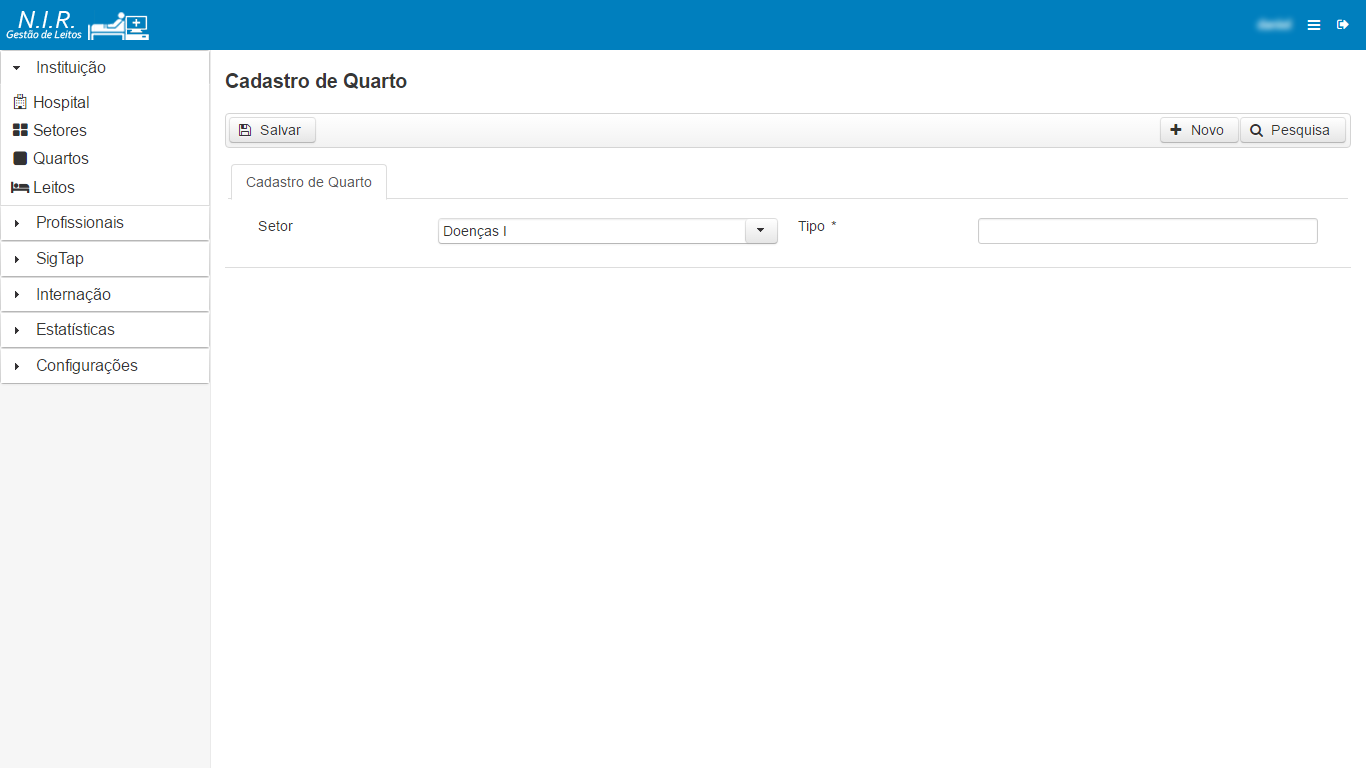 N.I.R.
Gestão de Leitos
Instituição
Hospital
Setores
Quartos
Leitos
Profissionais
SigTap
Internação
Estatísticas
Configurações
Cadastro de Quarto
Salvar
Novo
Pesquisa
Cadastro de Quarto
Setor
Doenças I
Tipo *